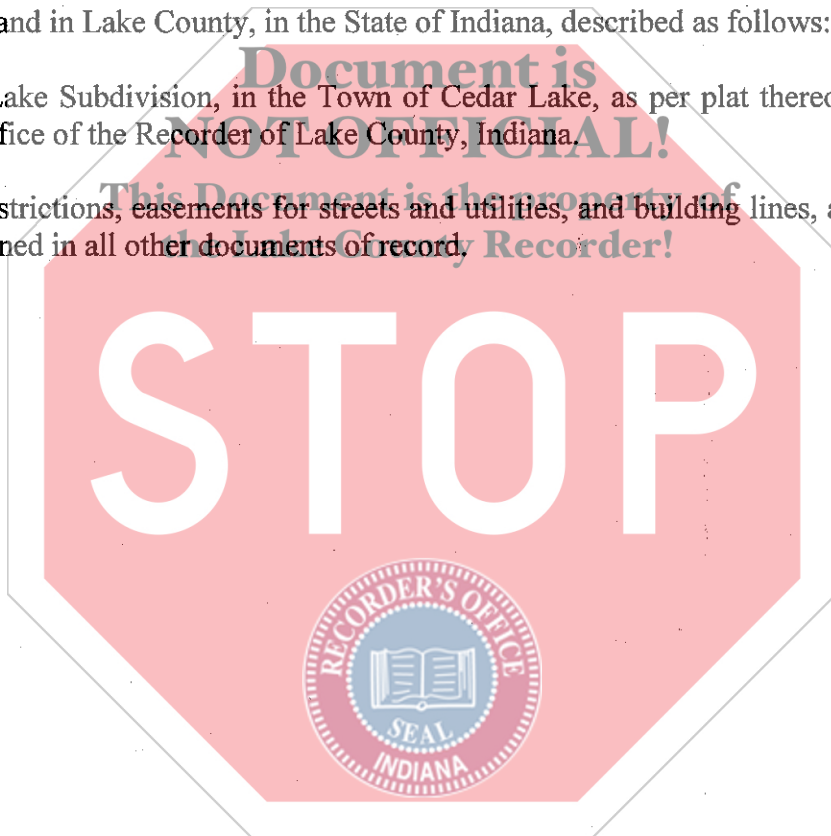 and in Lake County, in the State of Indiana, described as follows:
Document is
Lake Subdivision, in the Town of Cedar Lake, as per plat thereo
NOT OFFICIAL!
fice of the Recorder of Lake County, Indiana.
This Document is the property of
strictions, easements for streets and utilities, and building lines, a
the Lake County Recorder!
ned in all other documents of record.
STOP
RECORDER'S OFFICE
SEAL
INDIANA